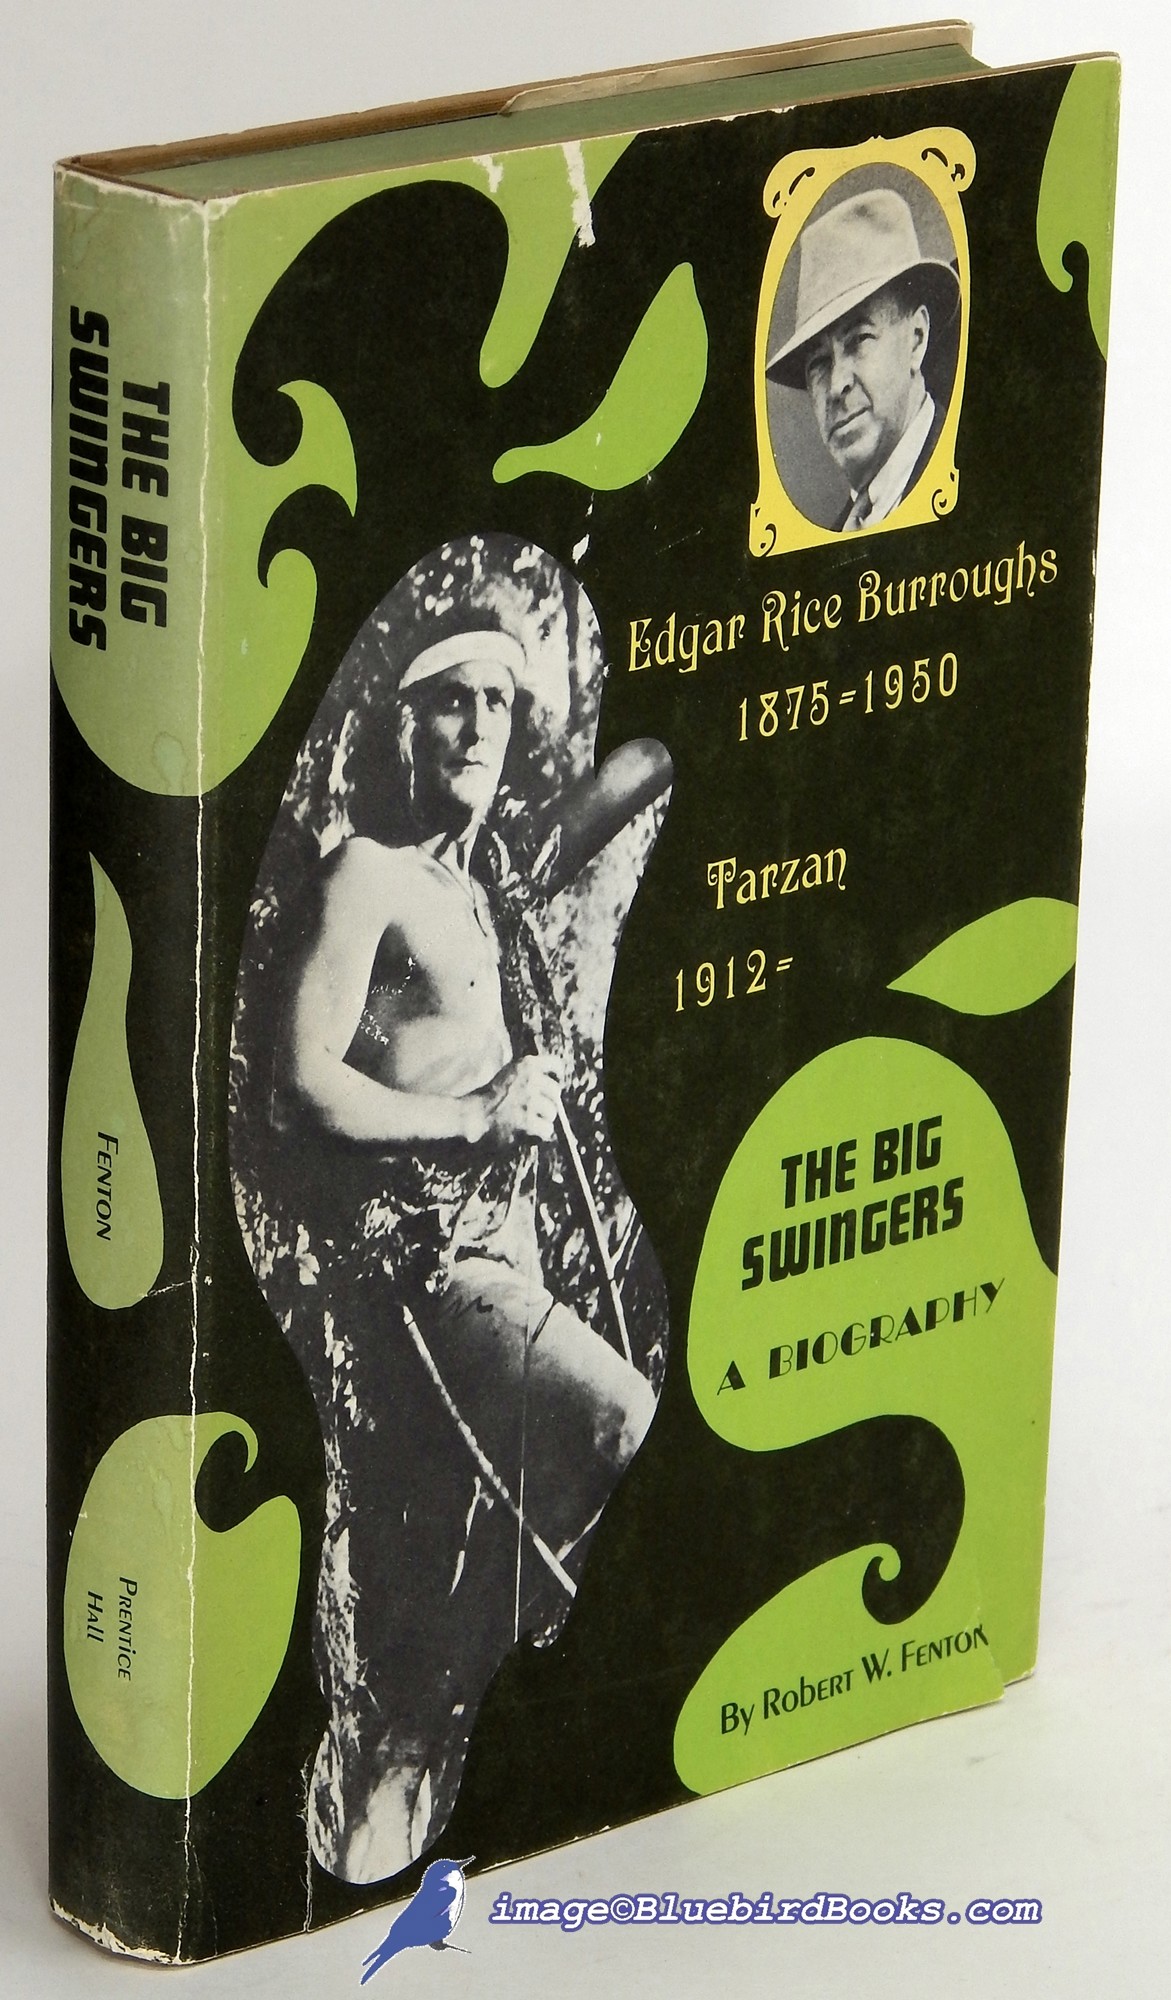 THE BIG
SWINGERS
FENTON
PRENTICE
HALL
Edgar Rice Burroughs
1875=1950
Tarzan
1912=
THE BIG
SWINGERS
A BIOGRAPHY
By ROBERT W. FENTON
image©BluebirdBooks.com